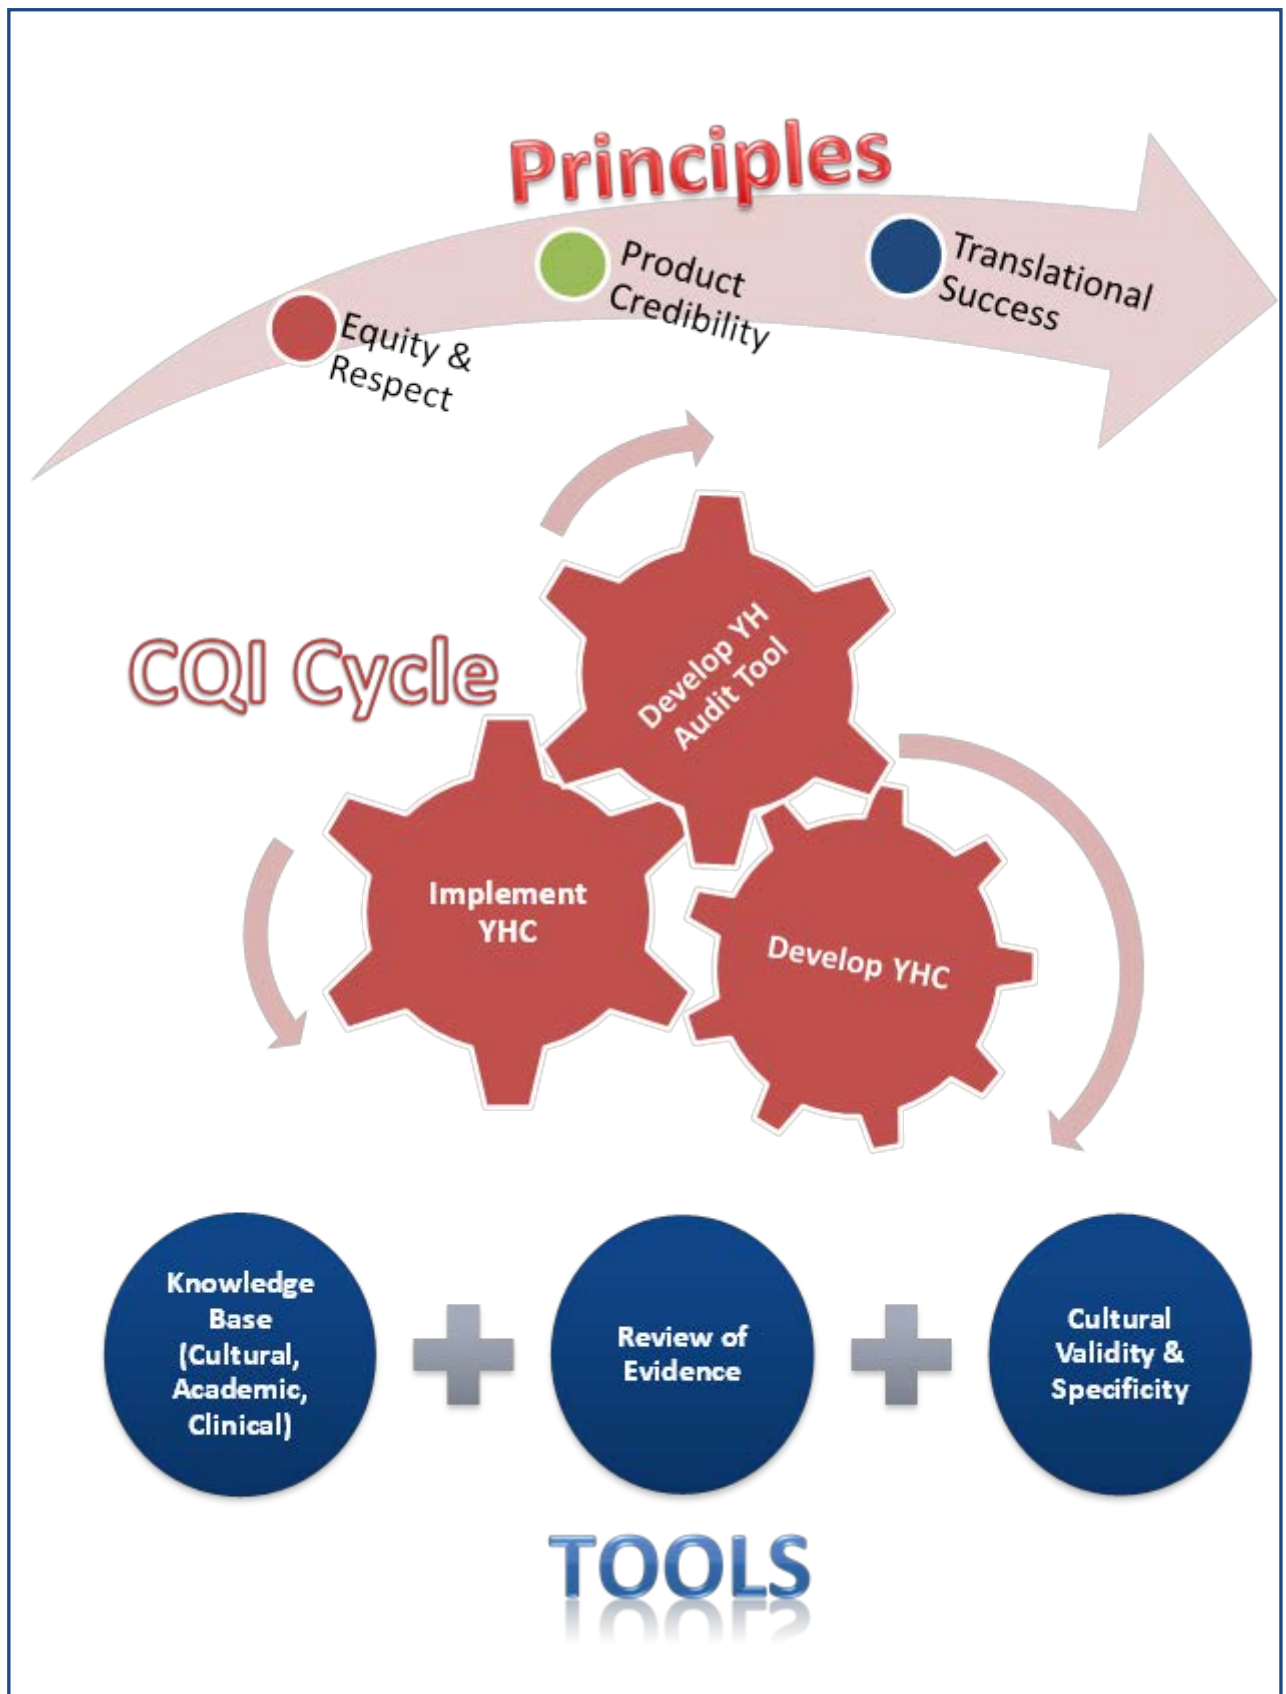 Principles
Equity &
Respect
Product
Credibility
Translational
Success
CQI Cycle
Develop YH
Audit Tool
Implement
YHC
Develop YHC
Knowledge
Base
(Cultural,
Academic,
Clinical)
Review of
Evidence
Cultural
Validity &
Specificity
TOOLS